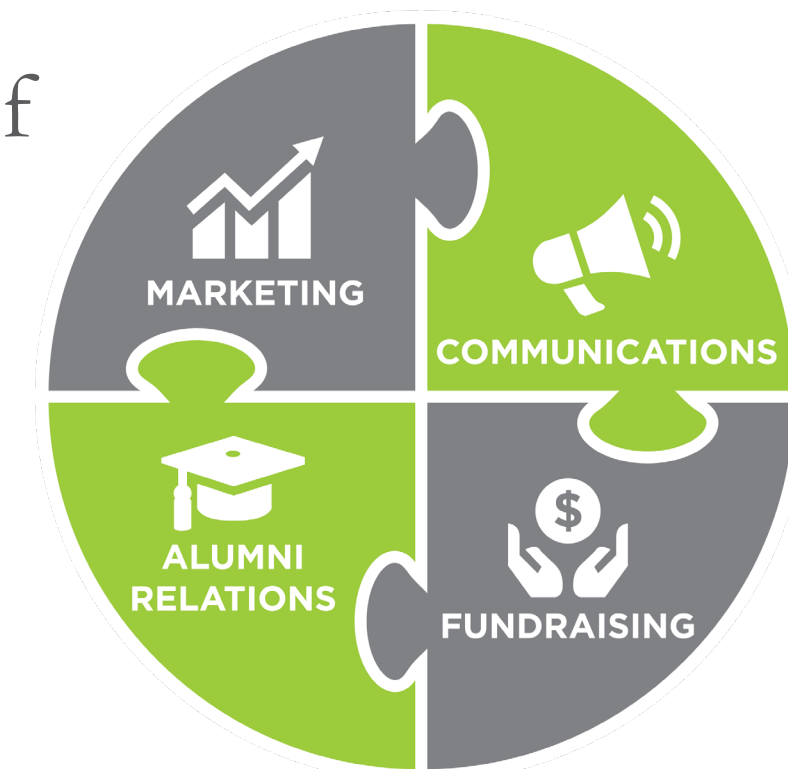 f
MARKETING
COMMUNICATIONS
ALUMNI
RELATIONS
$
FUNDRAISING